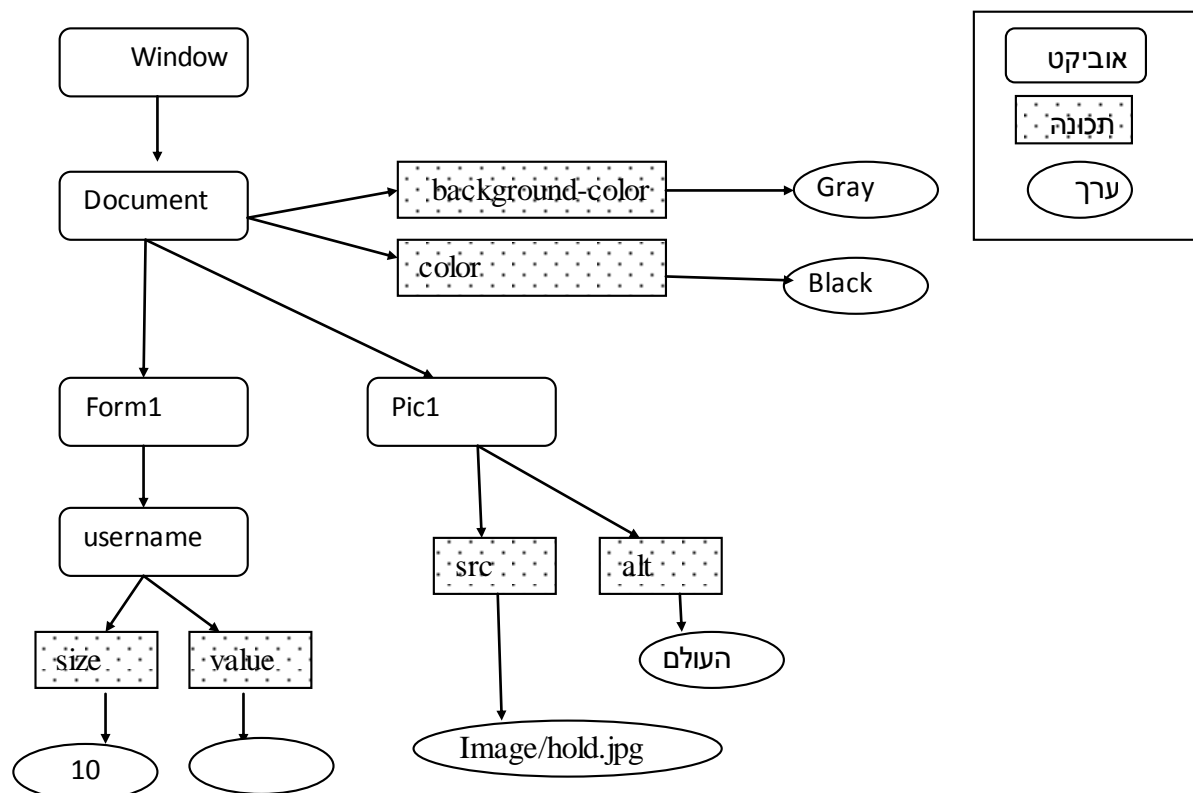 Window
אוביקט
תכונה
ערך
Document
background-color
Gray
color
Black
Form1
Pic1
username
src
alt
size
value
העולם
10
Image/hold.jpg